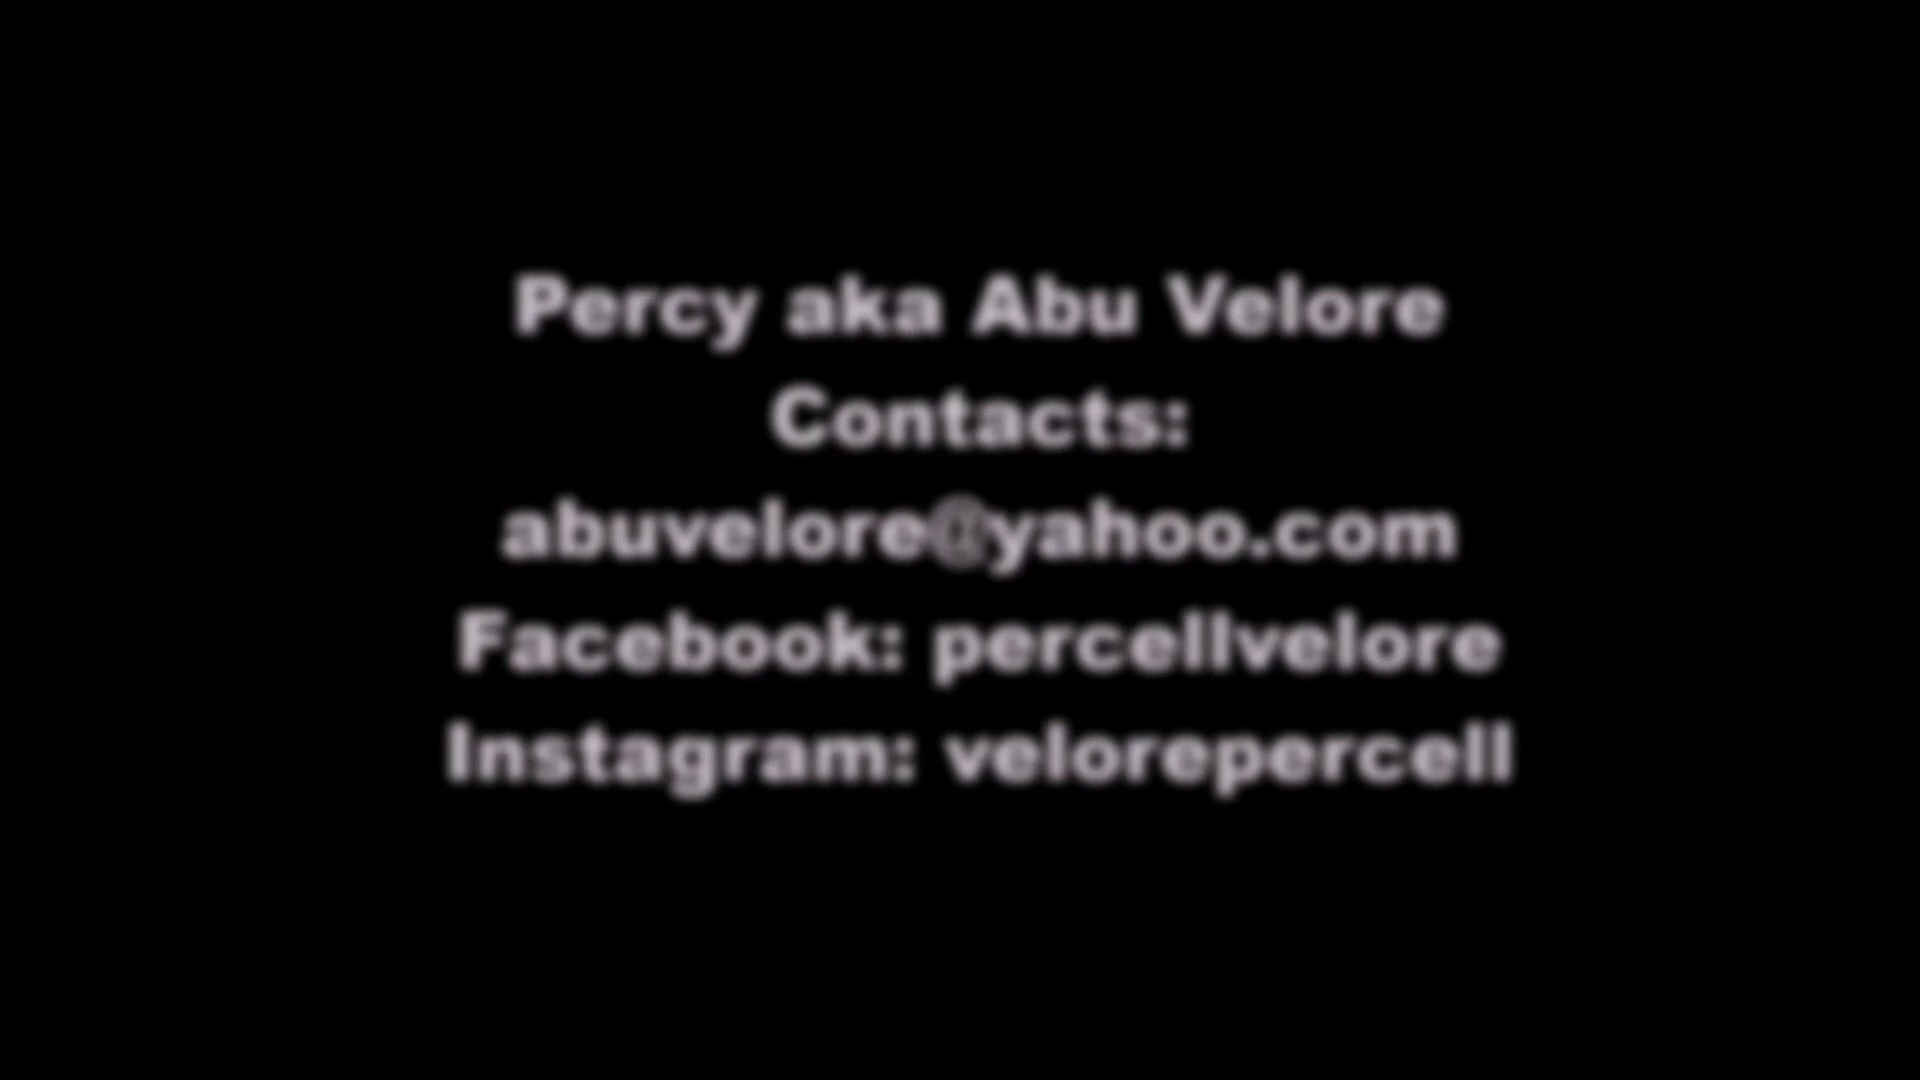 Percy aka Abu Velore
Contacts:
abuvelore@yahoo.com
Facebook: percellvelore
Instagram: velorepercell